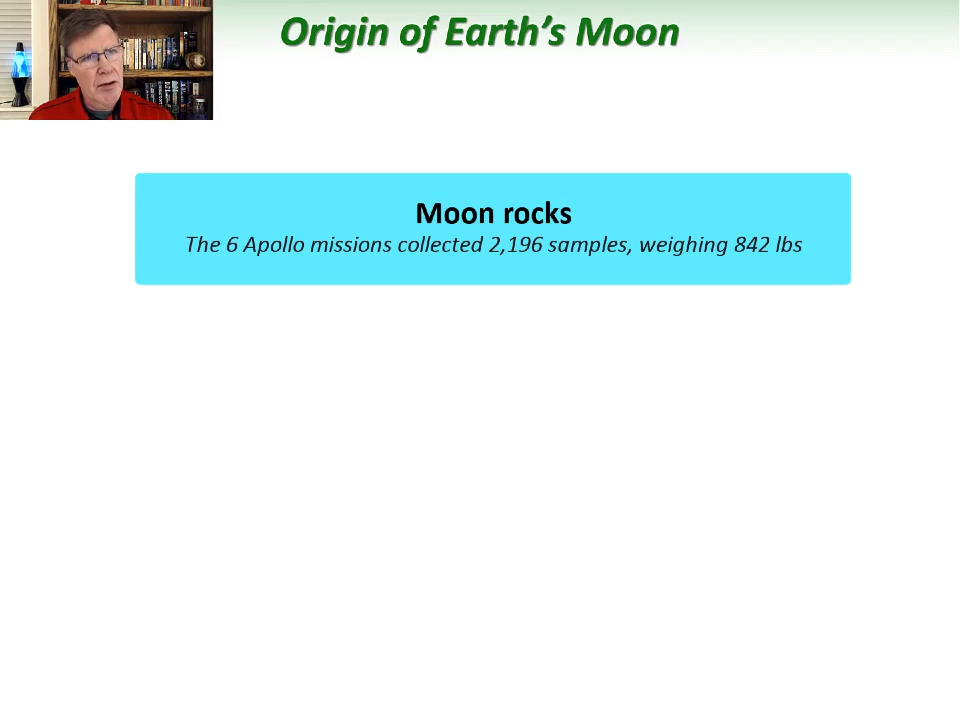 Origin of Earth's Moon
Moon rocks
The 6 Apollo missions collected 2,196 samples, weighing 842 lbs